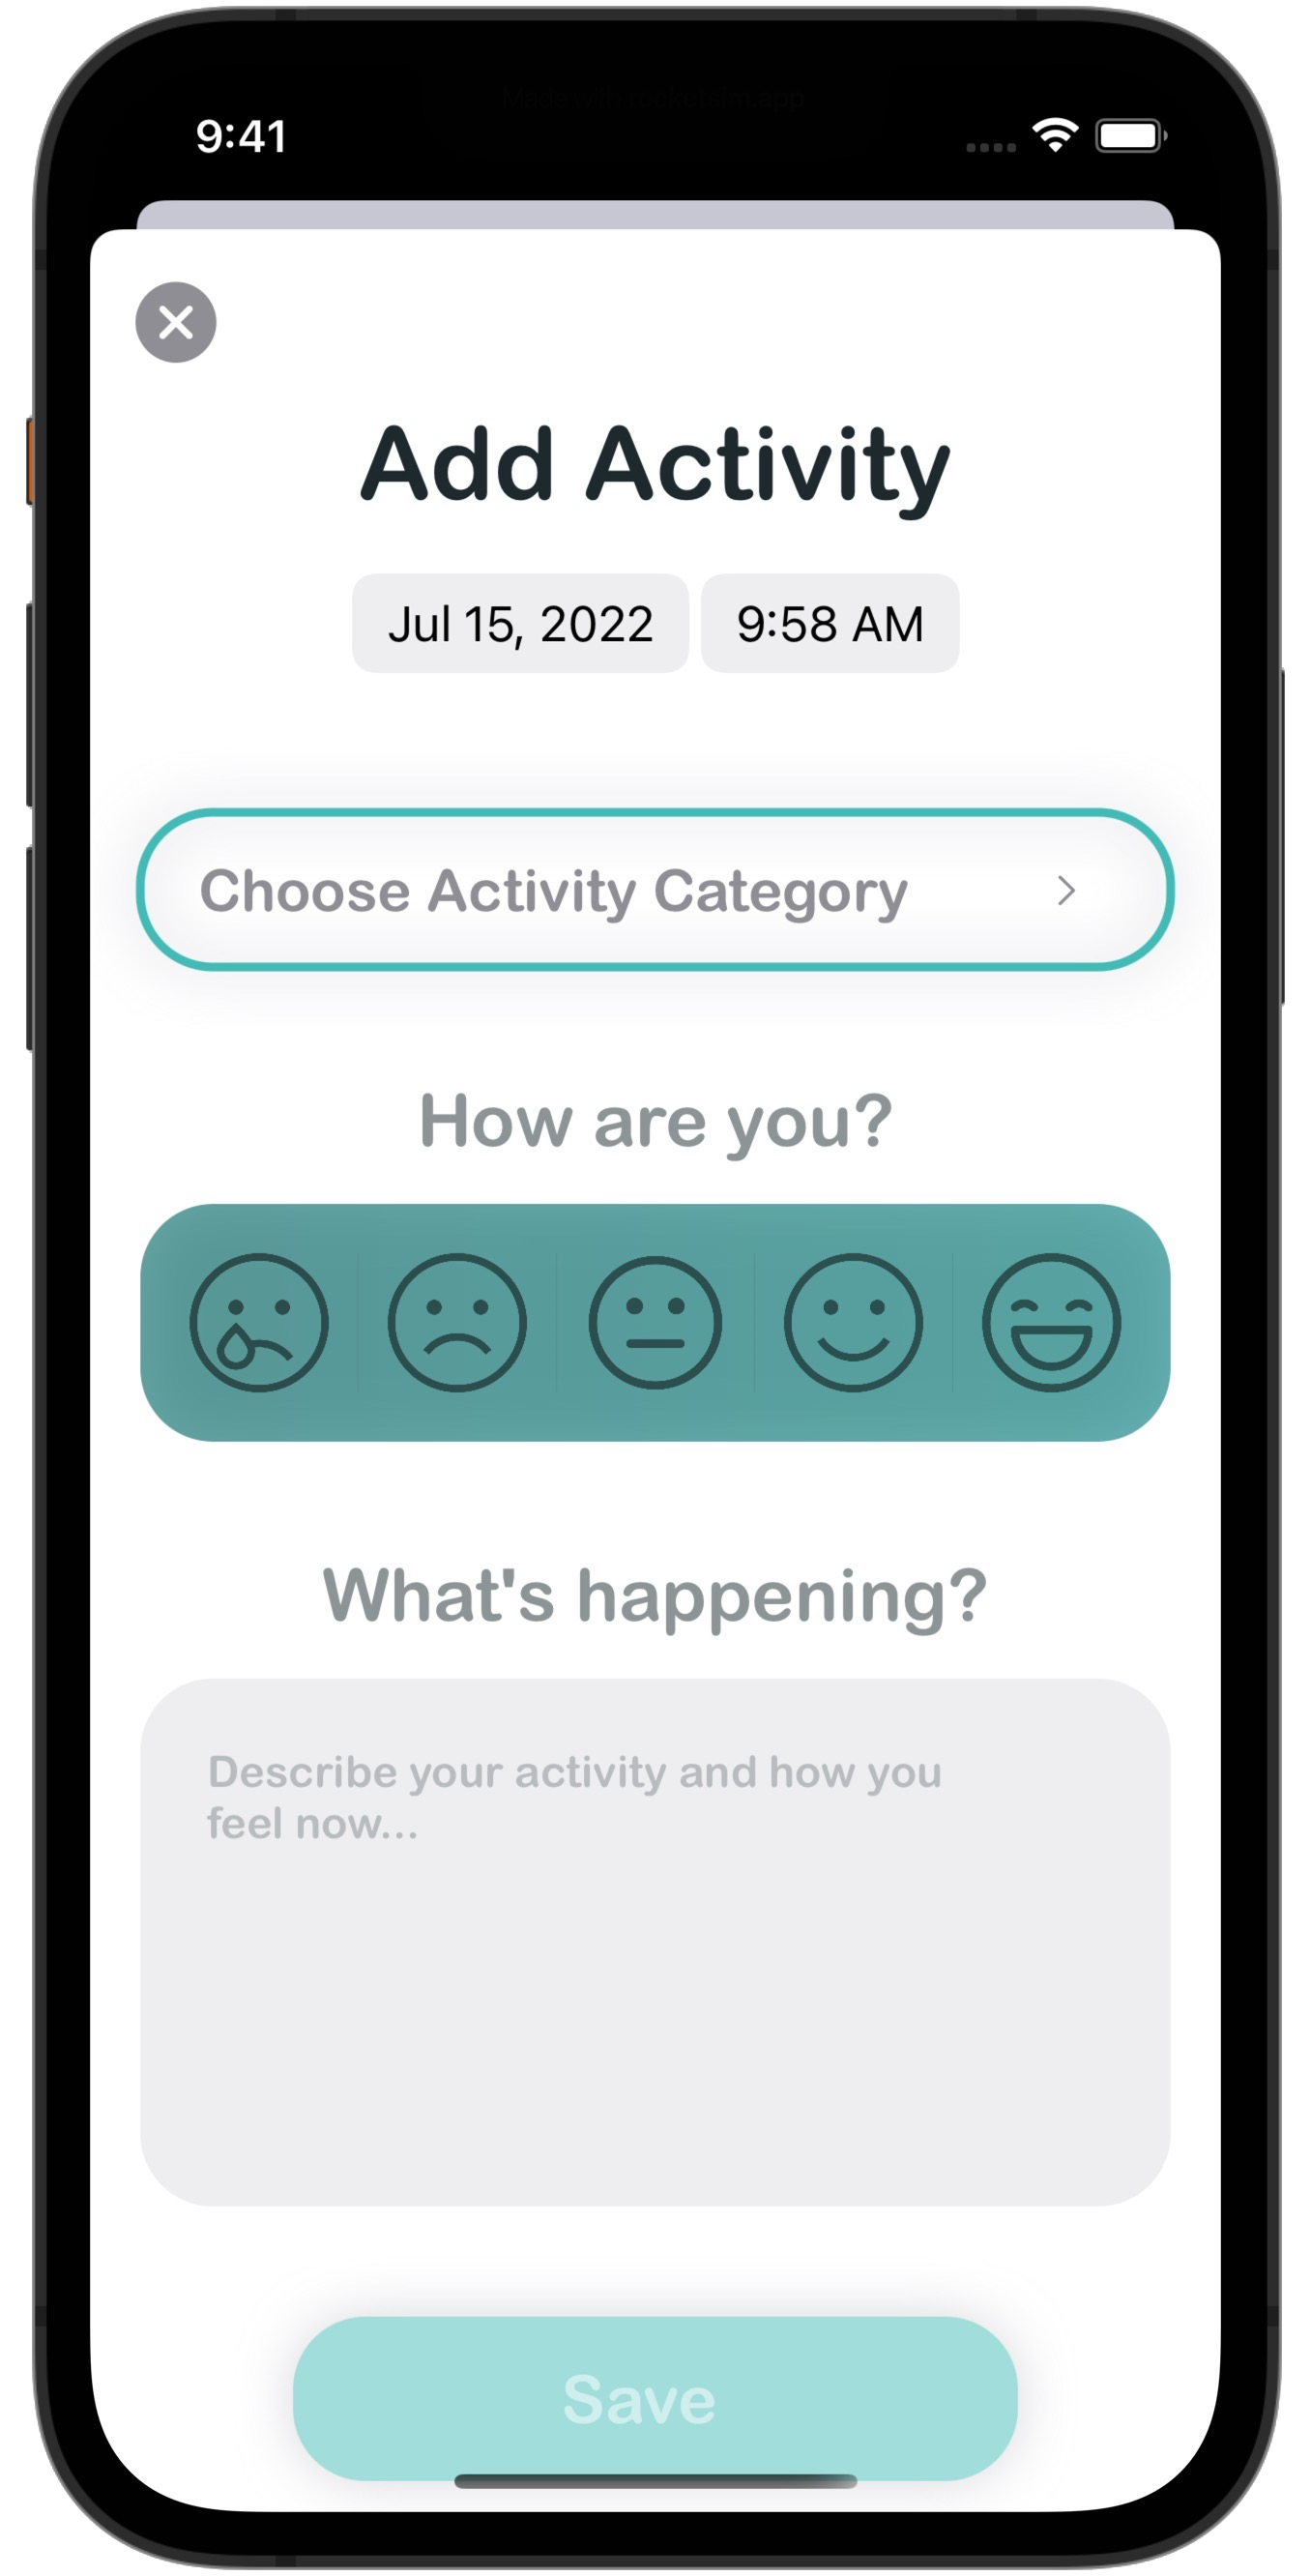 9:41
Add Activity
Jul 15, 2022 9:58 AM
Choose Activity Category
How are you?
What's happening?
Describe your activity and how you
feel now...
Save